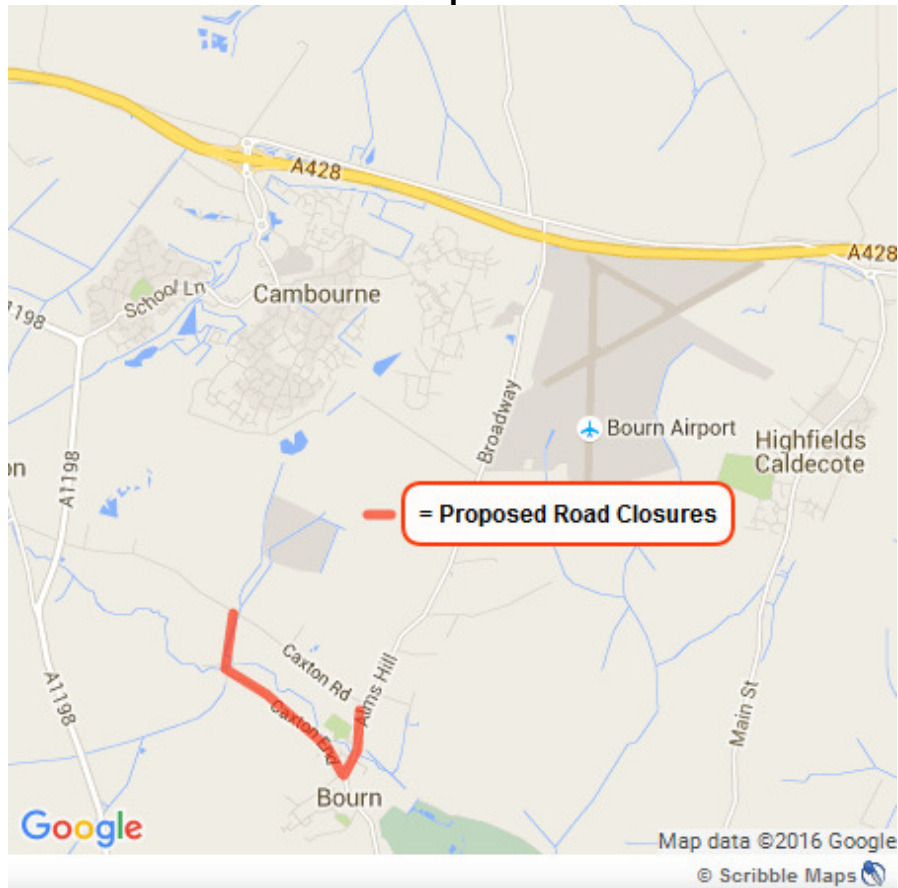 A428
A428
School Ln
Cambourne
1198
Broadway
Bourn Airport
Highfields
Caldecote
on
A1198
= Proposed Road Closures
Caxton Rd
Alms Hill
A1198
Caxton End
Main St
Bourn
Google
Map data ©2016 Google
© Scribble Maps